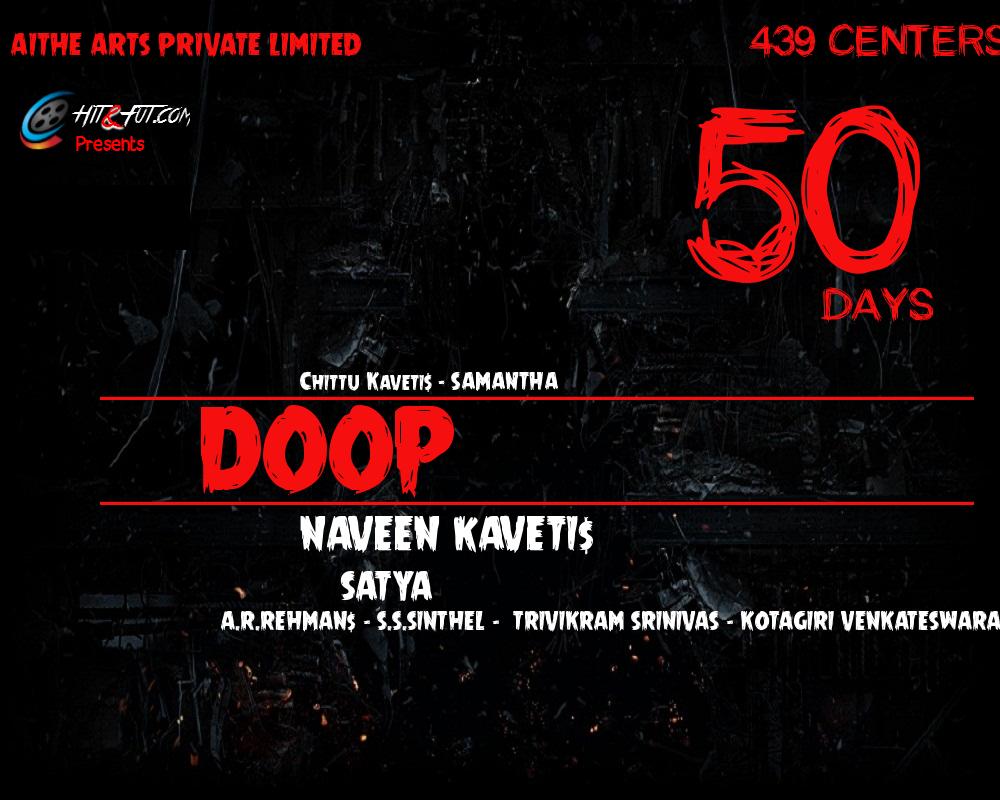 AITHE ARTS PRIVATE LIMITED
439 CENTERS
HIT&FUT.COM
Presents
50
DAYS
CHITTU KAVETI$ - SAMANTHA
DOOP
NAVEEN KAVETI$
SATYA
A.R.REHMAN$ - S.S.SINTHEL - TRIVIKRAM SRINIVAS - KOTAGIRI VENKATESWARA